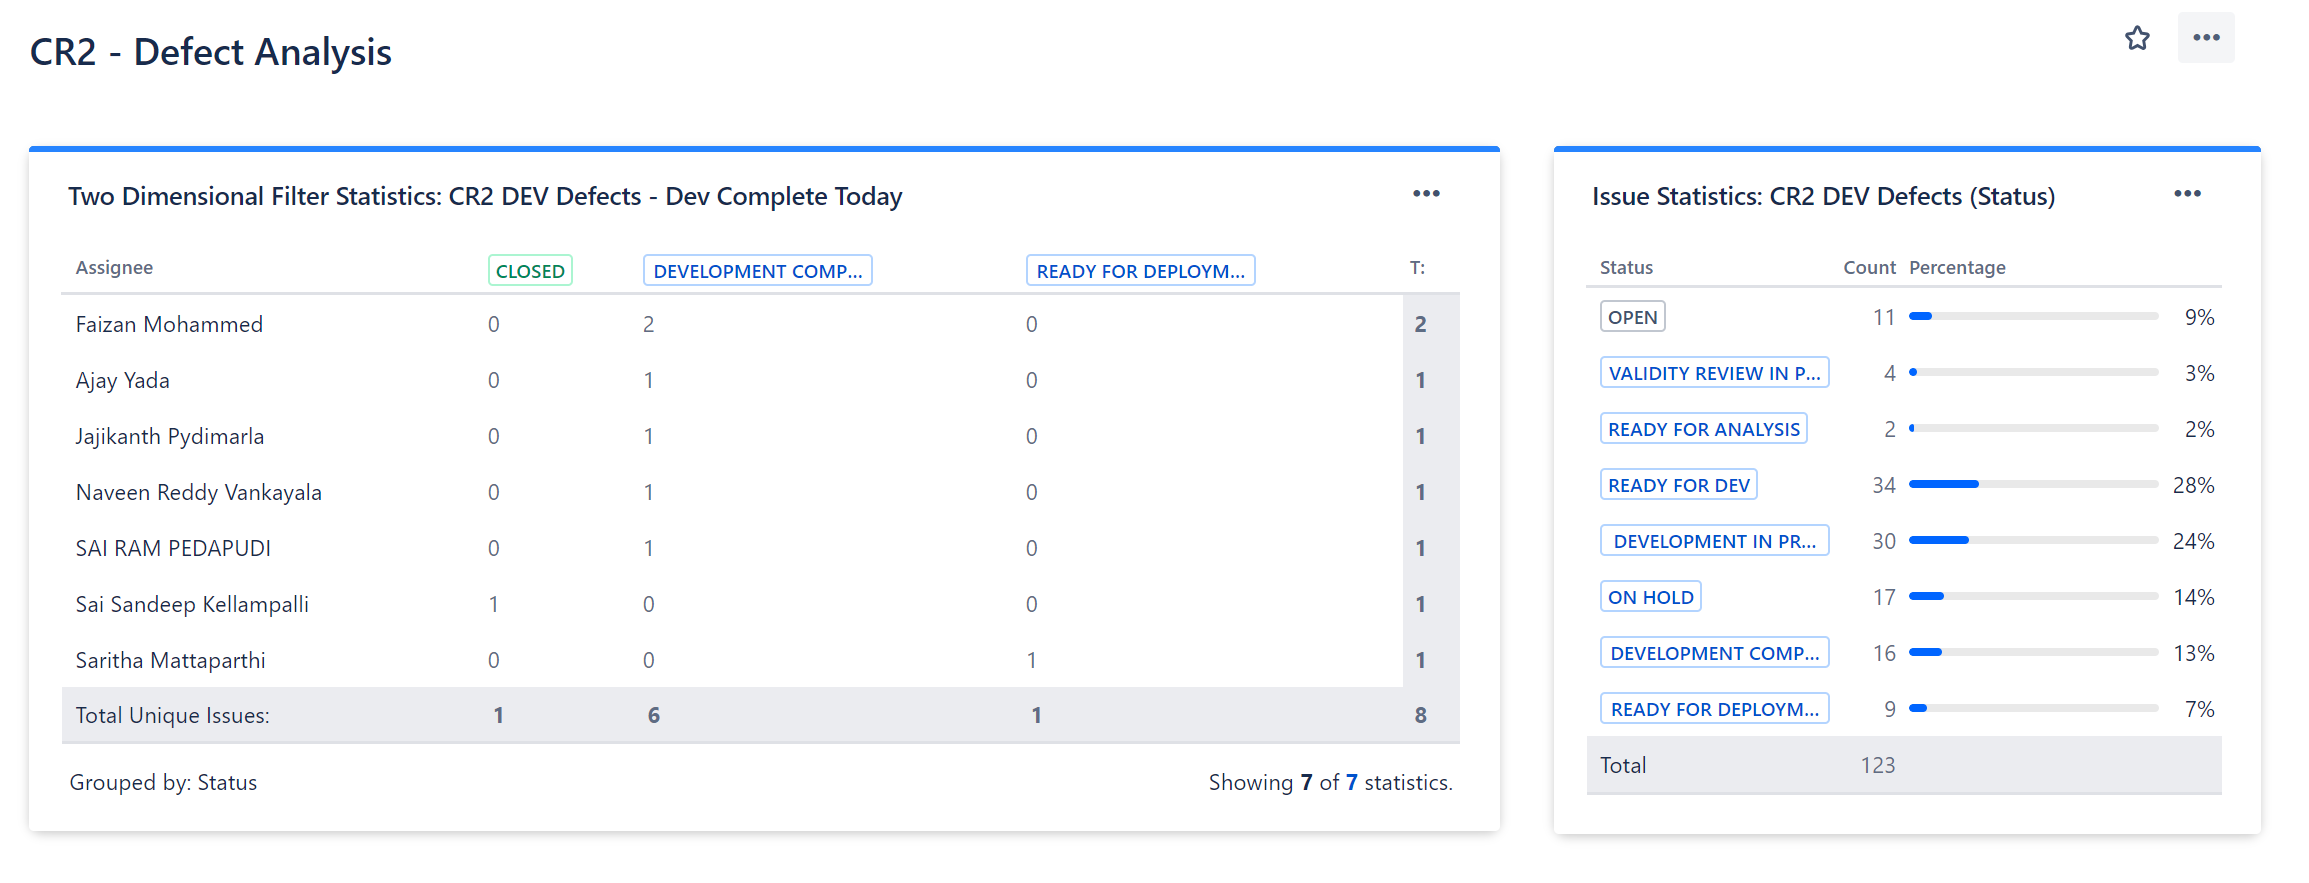 CR2 - Defect Analysis
Two Dimensional Filter Statistics: CR2 DEV Defects - Dev Complete Today
Assignee CLOSED DEVELOPMENT COMP... READY FOR DEPLOYM... T:
Faizan Mohammed 0 2 0 2
Ajay Yada 0 1 0 1
Jajikanth Pydimarla 0 1 0 1
Naveen Reddy Vankayala 0 1 0 1
SAI RAM PEDAPUDI 0 1 0 1
Sai Sandeep Kellampalli 1 0 0 1
Saritha Mattaparthi 0 0 1 1
Total Unique Issues: 1 6 1 8
Grouped by: Status Showing 7 of 7 statistics.
Issue Statistics: CR2 DEV Defects (Status)
Status Count Percentage
OPEN 11 9%
VALIDITY REVIEW IN P... 4 3%
READY FOR ANALYSIS 2 2%
READY FOR DEV 34 28%
DEVELOPMENT IN PR... 30 24%
ON HOLD 17 14%
DEVELOPMENT COMP... 16 13%
READY FOR DEPLOYM... 9 7%
Total 123